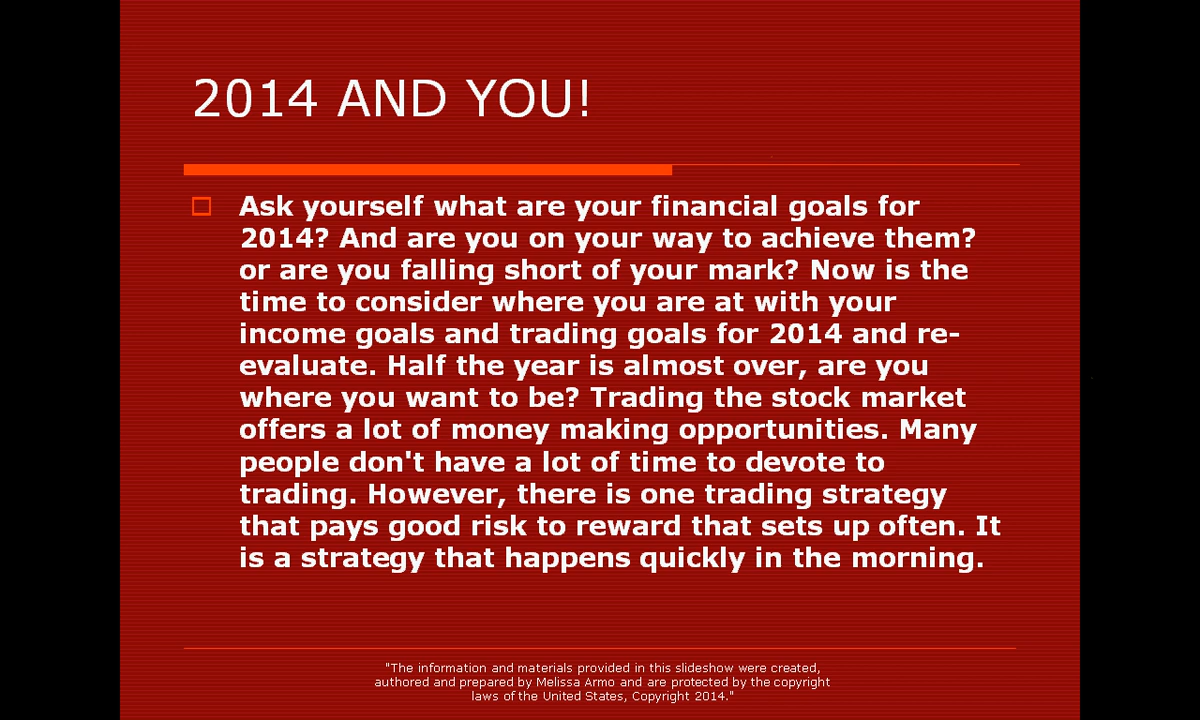 2014 AND YOU!
Ask yourself what are your financial goals for
2014? And are you on your way to achieve them?
or are you falling short of your mark? Now is the
time to consider where you are at with your
income goals and trading goals for 2014 and re-
evaluate. Half the year is almost over, are you
where you want to be? Trading the stock market
offers a lot of money making opportunities. Many
people don't have a lot of time to devote to
trading. However, there is one trading strategy
that pays good risk to reward that sets up often. It
is a strategy that happens quickly in the morning.
"The information and materials provided in this slideshow were created,
authored and prepared by Melissa Armo and are protected by the copyright
laws of the United States, Copyright 2014."